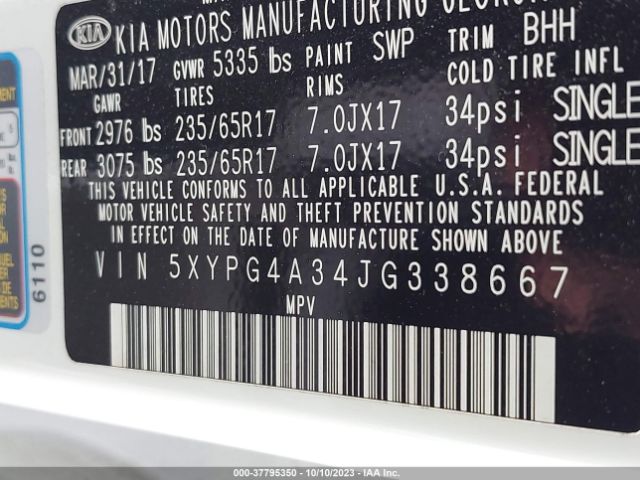 KIA KIA MOTORS MANUFACTURING
MAR/31/17 GVWR 5335 lbs PAINT SWP TRIM BHH
GAWR TIRES RIMS COLD TIRE INFL
FRONT 2976 lbs 235/65R17 7.0JX17 34psi SINGLE
REAR 3075 lbs 235/65R17 7.0JX17 34psi SINGLE
THIS VEHICLE CONFORMS TO ALL APPLICABLE U.S.A. FEDERAL
MOTOR VEHICLE SAFETY AND THEFT PREVENTION STANDARDS
IN EFFECT ON THE DATE OF MANUFACTURE SHOWN ABOVE
VIN 5XYPG4A34JG338667
MPV
6110
000-37795350 | 10/10/2023 | IAA Inc.